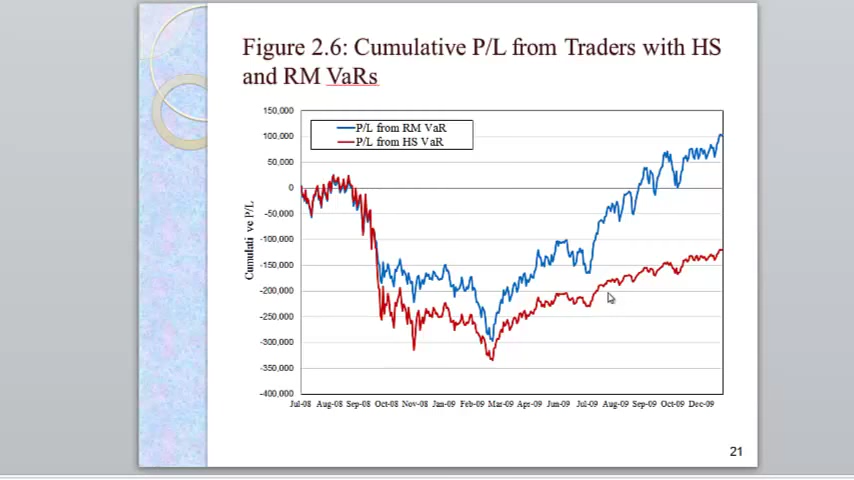 Figure 2.6: Cumulative P/L from Traders with HS
and RM VaRs
150,000
100,000
50,000
0
-50,000
-100,000
-150,000
-200,000
-250,000
-300,000
-350,000
-400,000
Cumulati ve P/L
P/L from RM VaR
P/L from HS VaR
Jul-08 Aug-08 Sep-08 Oct-08 Nov-08 Jan-09 Feb-09 Mar-09 Apr-09 Jun-09 Jul-09 Aug-09 Sep-09 Oct-09 Dec-09
21